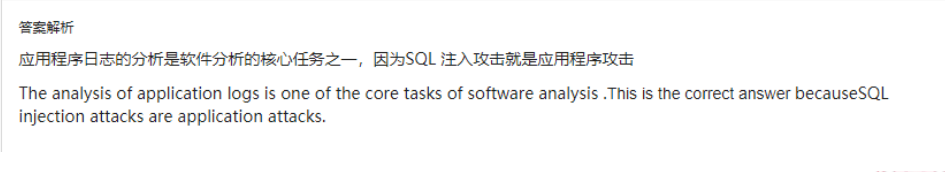 答案解析
应用程序日志的分析是软件分析的核心任务之一，因为SQL 注入攻击就是应用程序攻击
The analysis of application logs is one of the core tasks of software analysis .This is the correct answer becauseSQL
injection attacks are application attacks.